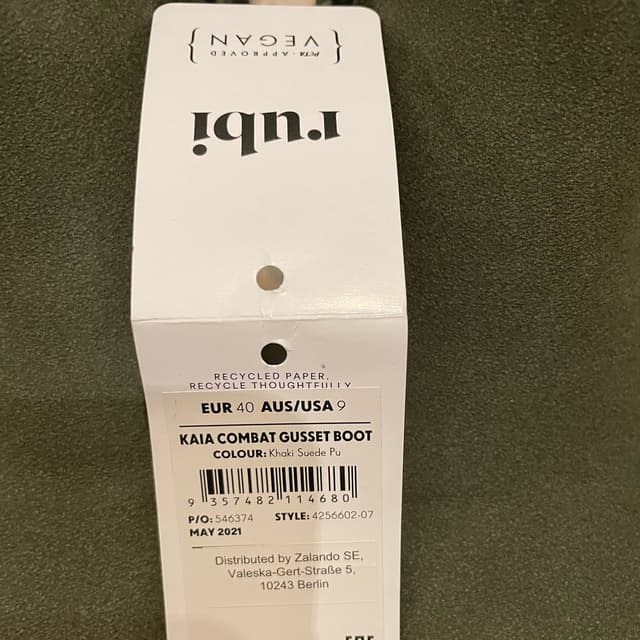 { VEGAN }
PETA - APPROVED
rubi
RECYCLED PAPER.
RECYCLE THOUGHTFULLY
EUR 40 AUS/USA 9
KAIA COMBAT GUSSET BOOT
COLOUR: Khaki Suede Pu
9 357482 114680
P/O: 546374 STYLE: 4256602-07
MAY 2021
Distributed by Zalando SE,
Valeska-Gert-Straße 5,
10243 Berlin